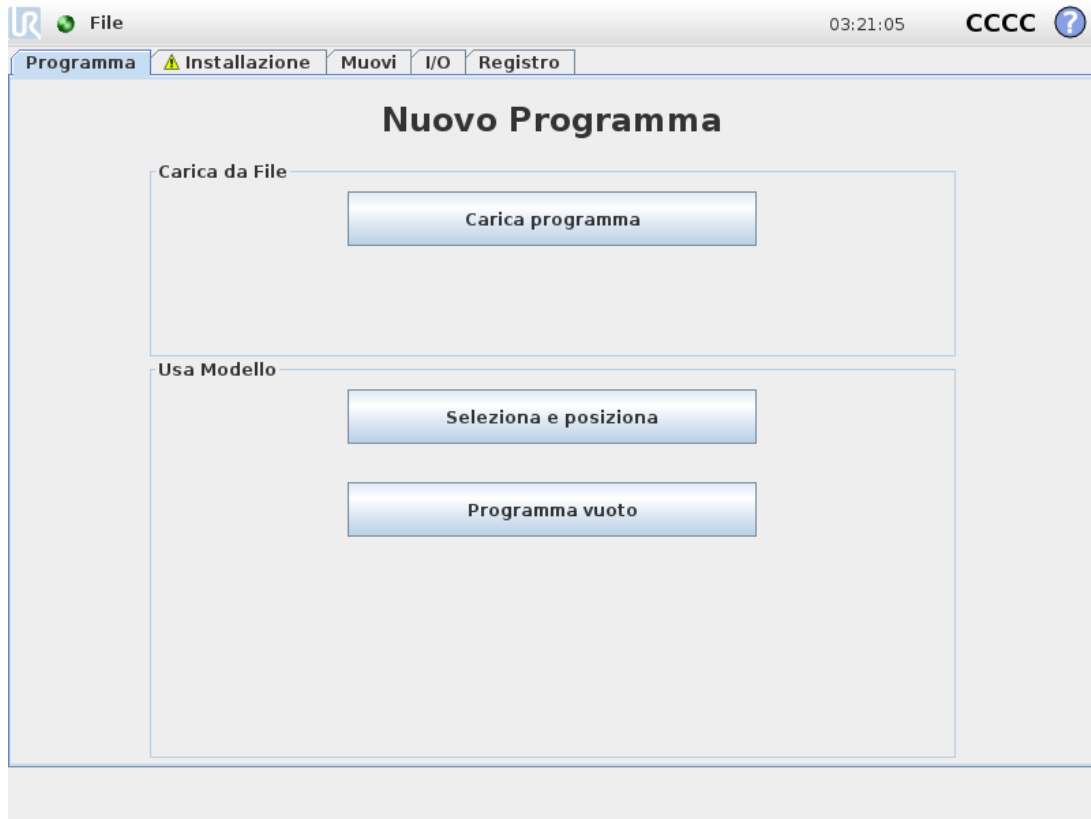 UR File 03:21:05 CCCC ?
Programma Installazione Muovi I/O Registro
Nuovo Programma
Carica da File
Carica programma
Usa Modello
Seleziona e posiziona
Programma vuoto